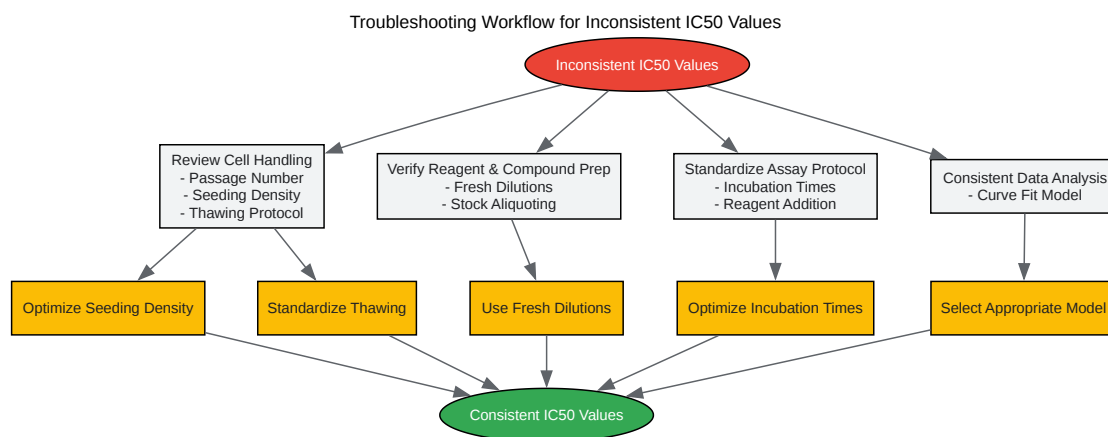 Troubleshooting Workflow for Inconsistent IC50 Values
Inconsistent IC50 Values
Review Cell Handling
- Passage Number
- Seeding Density
- Thawing Protocol
Verify Reagent & Compound Prep
- Fresh Dilutions
- Stock Aliquoting
Standardize Assay Protocol
- Incubation Times
- Reagent Addition
Consistent Data Analysis
- Curve Fit Model
Optimize Seeding Density
Standardize Thawing
Use Fresh Dilutions
Optimize Incubation Times
Select Appropriate Model
Consistent IC50 Values